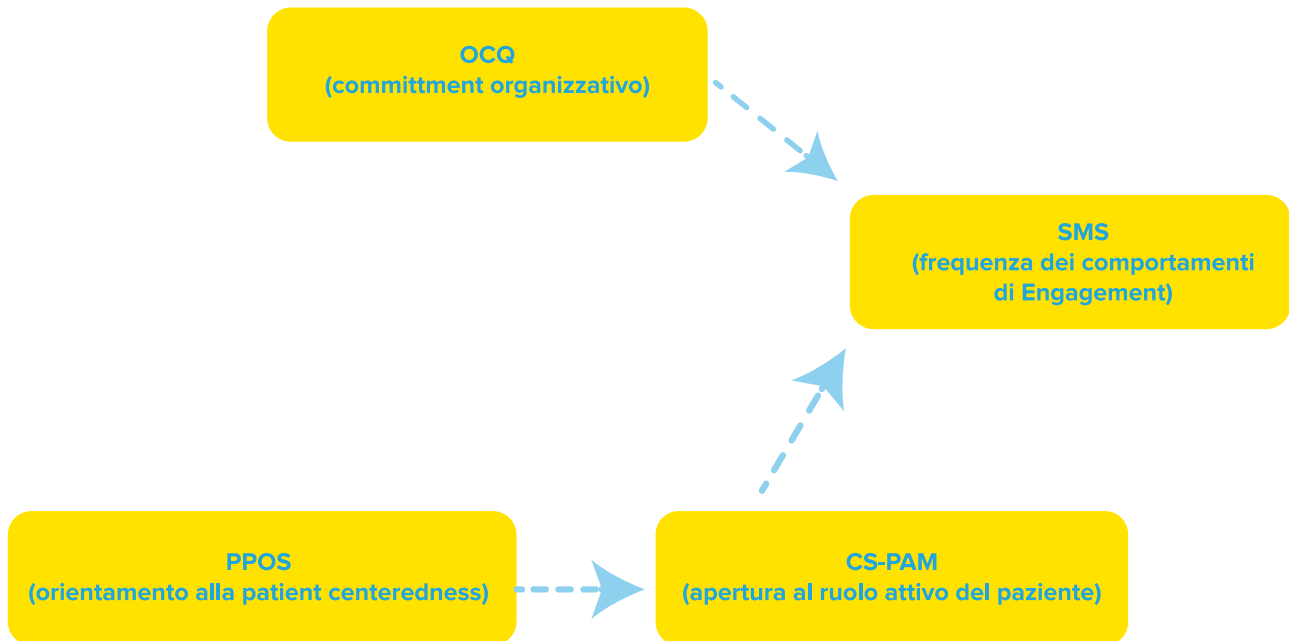 OCQ
(committment organizzativo)
SMS
(frequenza dei comportamenti
di Engagement)
PPOS
(orientamento alla patient centeredness)
CS-PAM
(apertura al ruolo attivo del paziente)